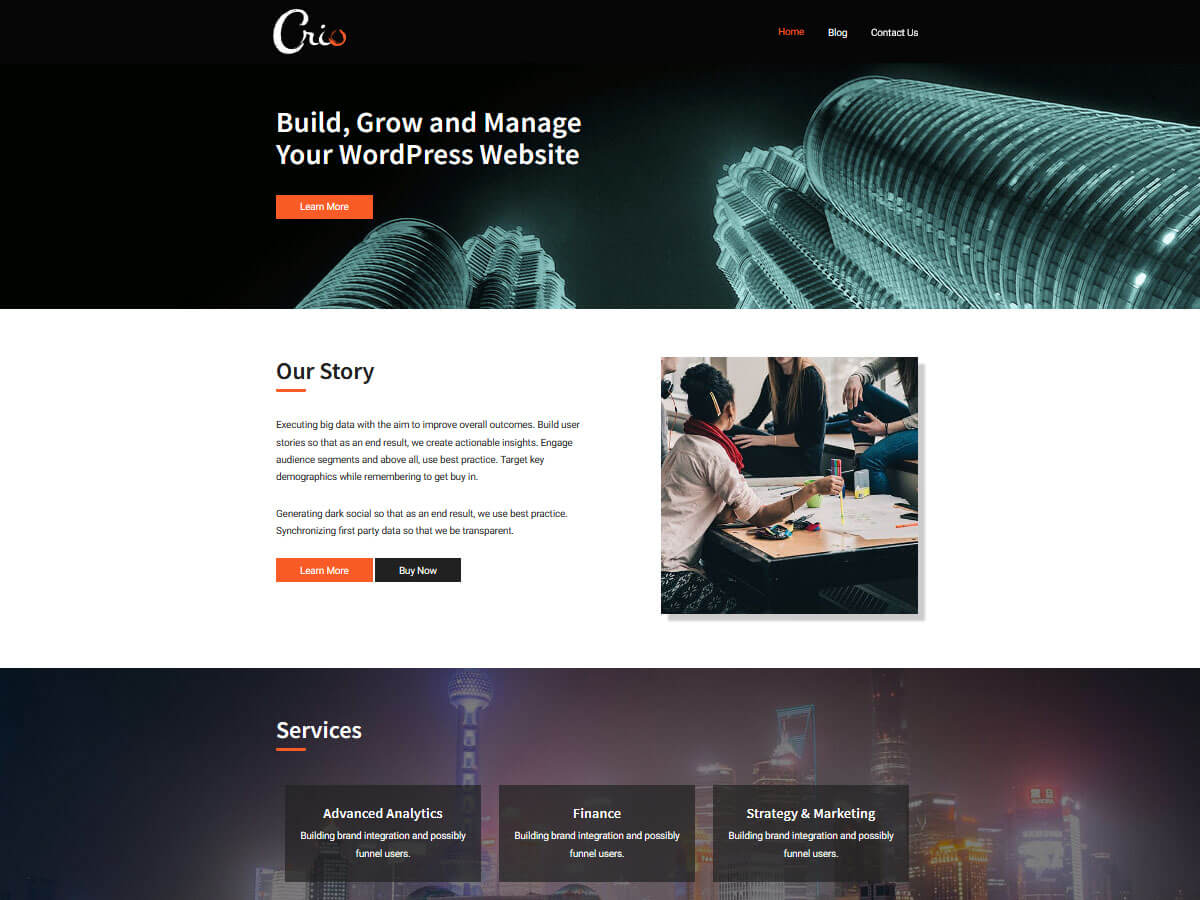 Crio
Home Blog Contact Us
Build, Grow and Manage
Your WordPress Website
Learn More
Our Story
Executing big data with the aim to improve overall outcomes. Build user
stories so that as an end result, we create actionable insights. Engage
audience segments and above all, use best practice. Target key
demographics while remembering to get buy in.
Generating dark social so that as an end result, we use best practice.
Synchronizing first party data so that we be transparent.
Learn More Buy Now
Services
Advanced Analytics
Building brand integration and possibly
funnel users.
Finance
Building brand integration and possibly
funnel users.
Strategy & Marketing
Building brand integration and possibly
funnel users.